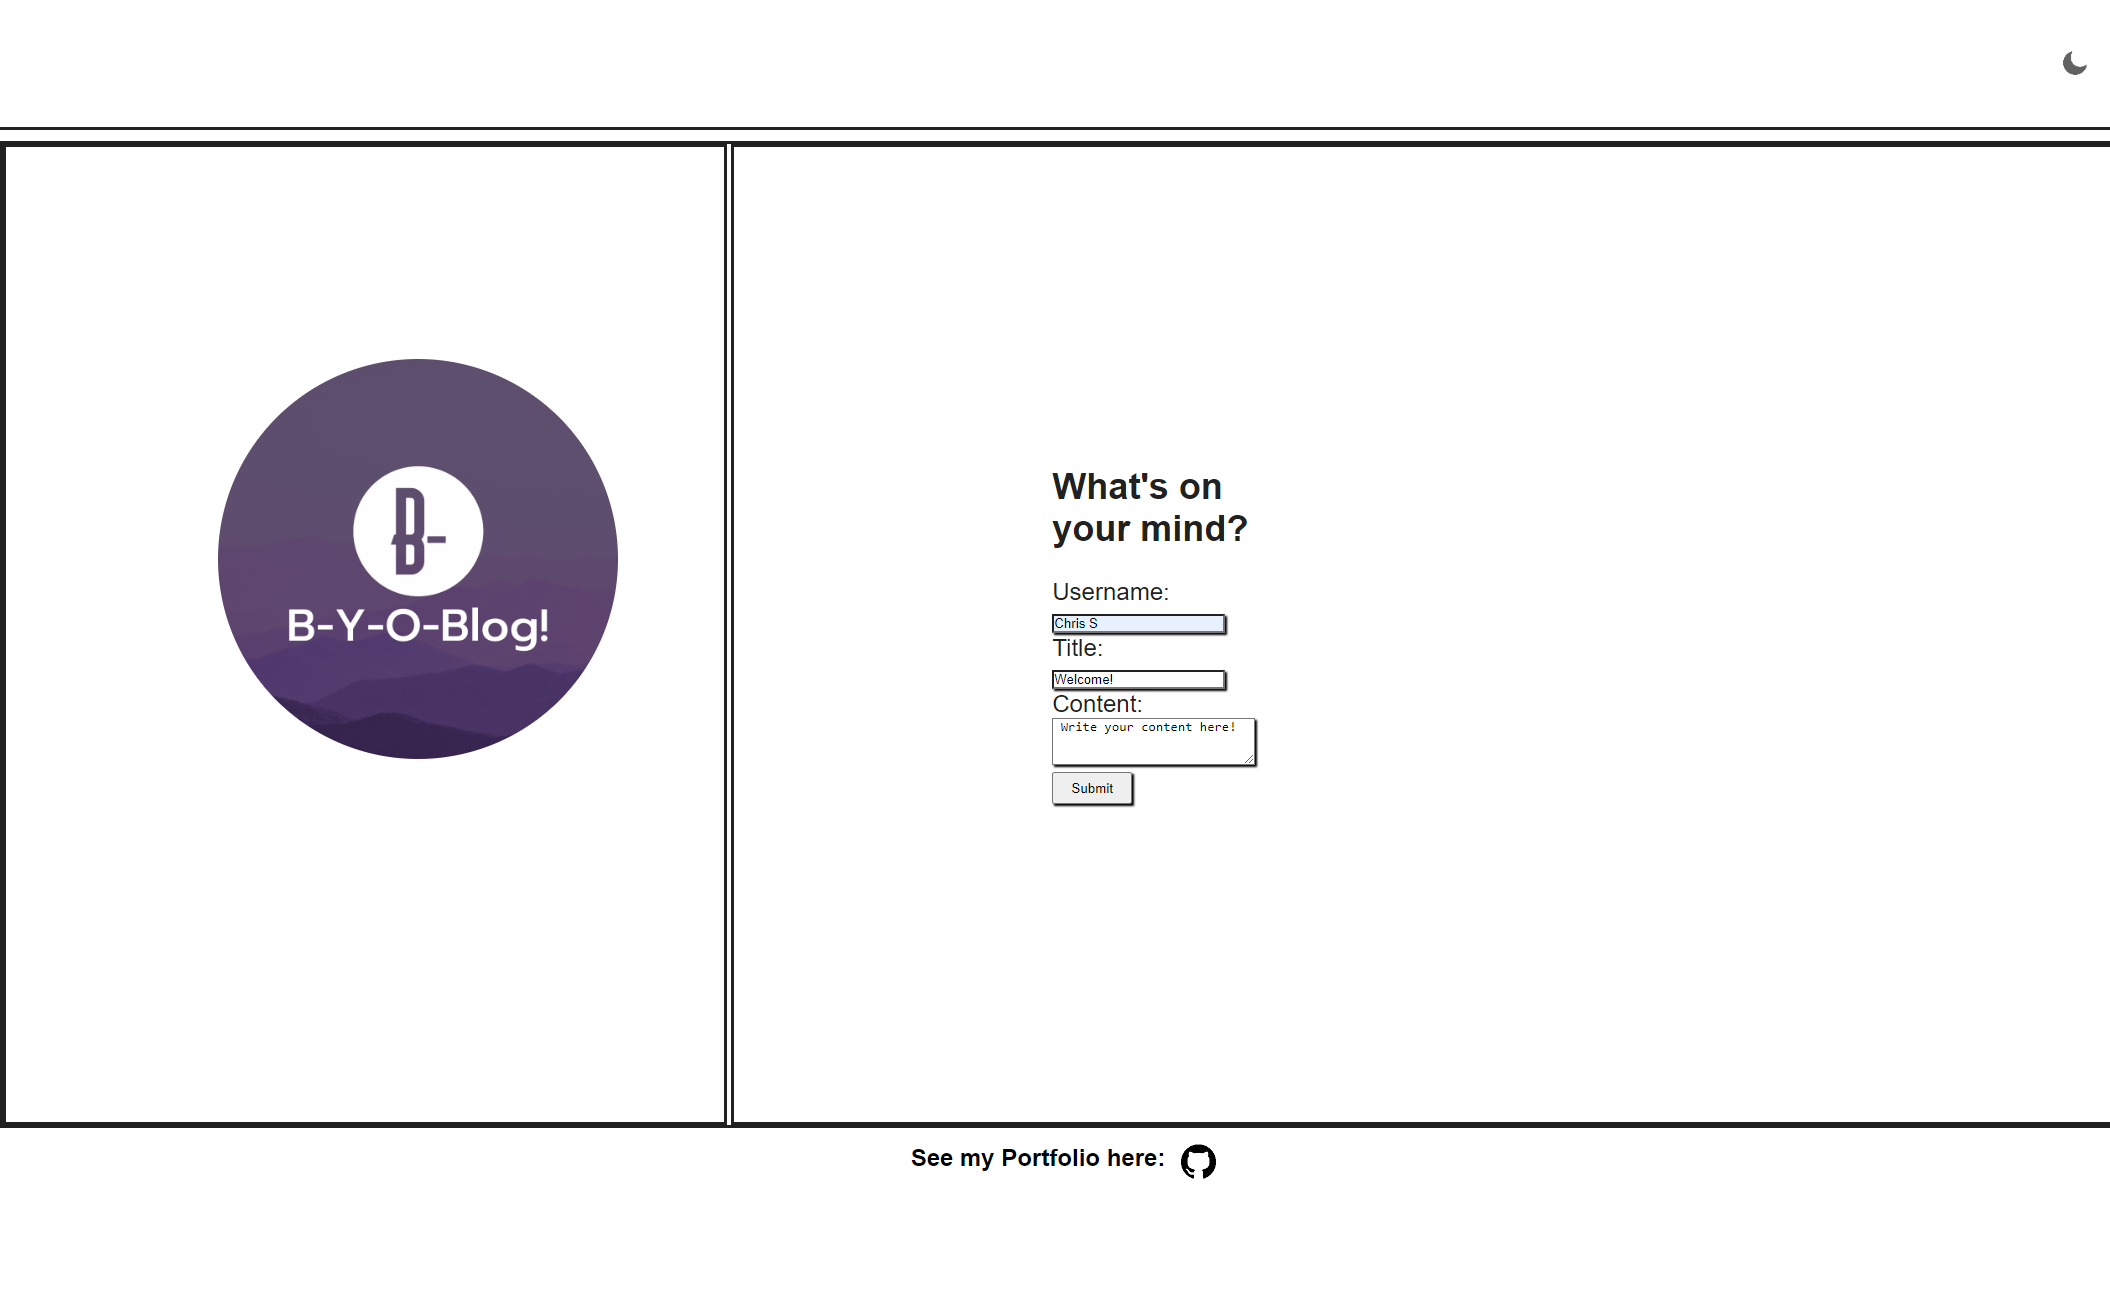 B-
B-Y-O-Blog!
What's on
your mind?
Username:
Chris S
Title:
Welcome!
Content:
Write your content here!
Submit
See my Portfolio here: